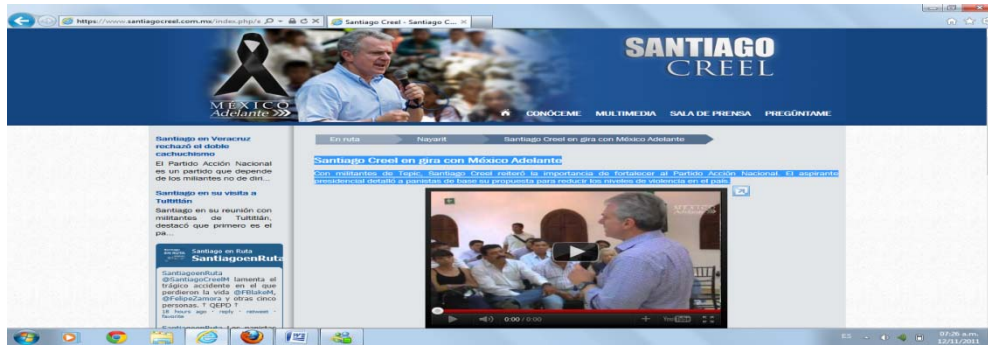 https://www.santiagocreel.com.mx/index.php/e
Santiago Creel - Santiago C...
SANTIAGO
CREEL
MÉXICO
Adelante >>>
CONÓCEME MULTIMEDIA SALA DE PRENSA PREGÚNTAME
Santiago en Veracruz
rechazó el doble
cachuchismo
El Partido Acción Nacional
es un partido que depende
de los militantes no de diri...
Santiago en su visita a
Tultitlán
Santiago en su reunión con
militantes de Tultitlán,
destacó que primero es el
pa...
Santiago en Ruta
SantiagoenRuta
SantiagoenRuta
@SantiagoCreelM lamenta el
trágico accidente en el que
perdieron la vida @FBlakeM,
@FelipeZamora y otras cinco
personas. † QEPD †
18 hours ago · reply · retweet ·
favorite
En ruta Nayarit Santiago Creel en gira con México Adelante
Santiago Creel en gira con México Adelante
Con militantes de Tepic, Santiago Creel reiteró la importancia de fortalecer al Partido Acción Nacional. El aspirante
presidencial detalló a panistas de base su propuesta para reducir los niveles de violencia en el país.
MÉXICO
0:00 / 0:00
YouTube
ES
07:26 a.m.
12/11/2011